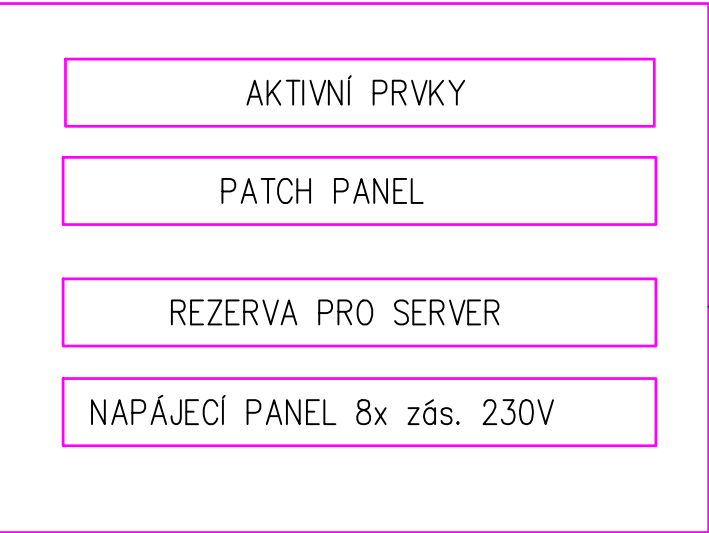 AKTIVNÍ PRVKY
PATCH PANEL
REZERVA PRO SERVER
NAPÁJECÍ PANEL 8x zás. 230V